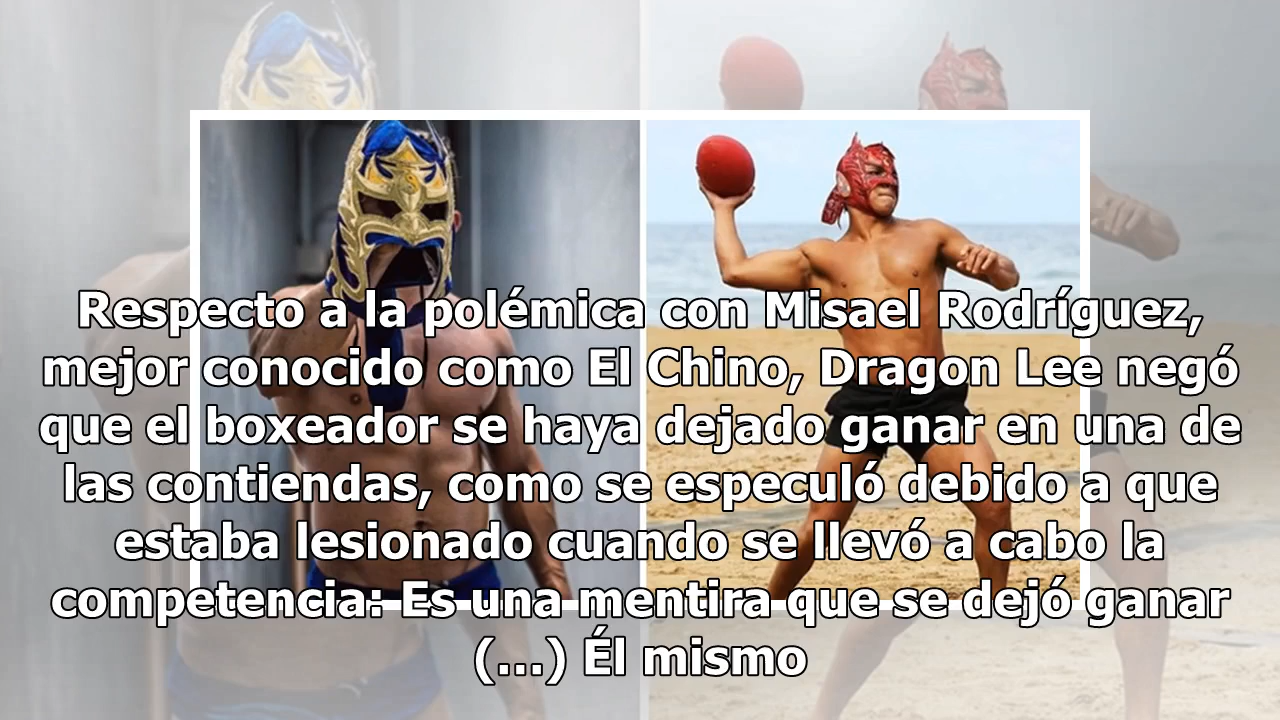 Respecto a la polémica con Misael Rodríguez,
mejor conocido como El Chino, Dragon Lee negó
que el boxeador se haya dejado ganar en una de
las contiendas, como se especuló debido a que
estaba lesionado cuando se llevó a cabo la
competencia: Es una mentira que se dejó ganar
(...) Él mismo